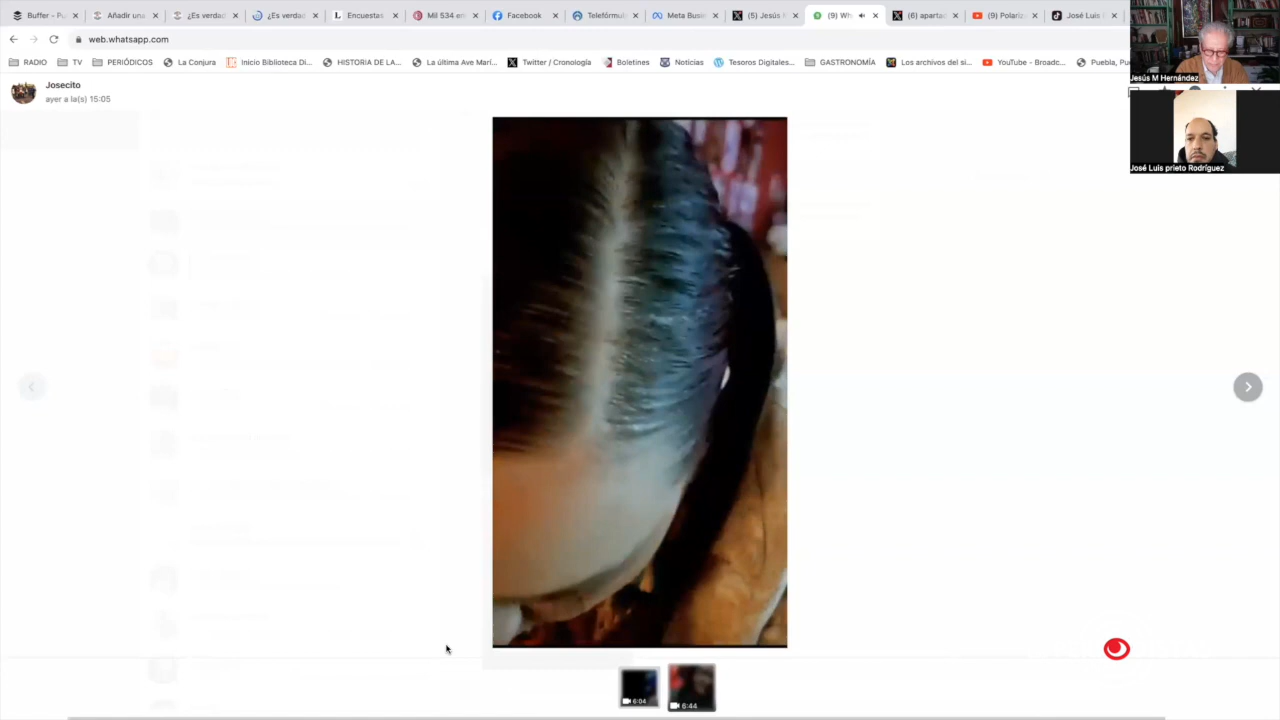 Buffer - Pu
Añadir una
¿Es verdad
¿Es verdad
Encuestas
Mil 534 en
Facebook
Telefórmul
Meta Busi
(5) Jesús M
(9) Wh
(6) apartad
(9) Polariz
José Luis
web.whatsapp.com
RADIO
TV
PERIÓDICOS
La Conjura
Inicio Biblioteca Di...
HISTORIA DE LA...
La última Ave Marí...
Twitter / Cronología
Boletines
Noticias
Tesoros Digitales...
GASTRONOMÍA
Los archivos del si...
YouTube - Broadc...
Puebla, Pue
Josecito
ayer a la(s) 15:05
Jesús M Hernández
José Luis prieto Rodríguez
6:04
6:44